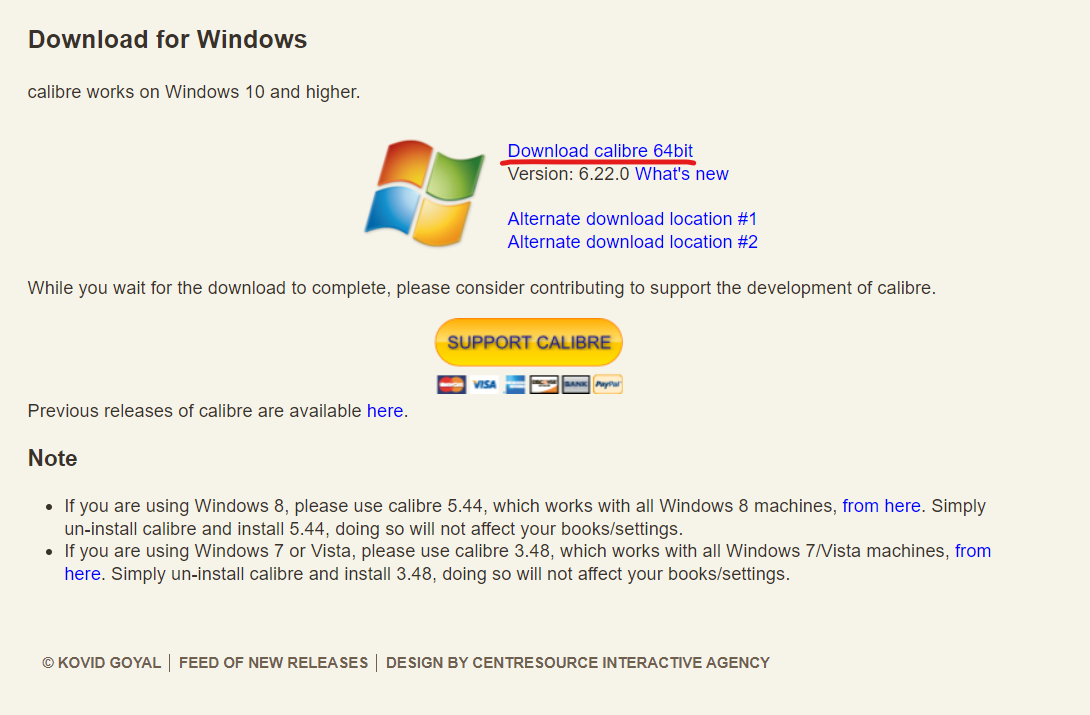 Download for Windows
calibre works on Windows 10 and higher.
Download calibre 64bit
Version: 6.22.0 What's new
Alternate download location #1
Alternate download location #2
While you wait for the download to complete, please consider contributing to support the development of calibre.
SUPPORT CALIBRE
VISA
BANK PayPal
Previous releases of calibre are available here.
Note
• If you are using Windows 8, please use calibre 5.44, which works with all Windows 8 machines, from here. Simply
un-install calibre and install 5.44, doing so will not affect your books/settings.
• If you are using Windows 7 or Vista, please use calibre 3.48, which works with all Windows 7/Vista machines, from
here. Simply un-install calibre and install 3.48, doing so will not affect your books/settings.
© KOVID GOYAL | FEED OF NEW RELEASES | DESIGN BY CENTRESOURCE INTERACTIVE AGENCY